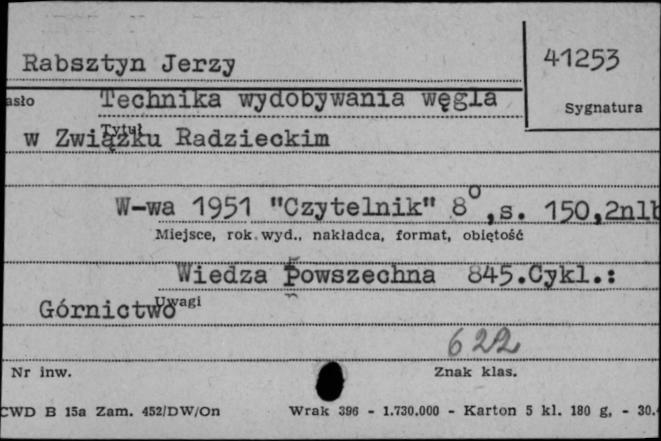 Rabsztyn Jerzy
41253
asło Technika wydobywania węgla
Sygnatura
Tytuł
w Związku Radzieckim
W-wa 1951 "Czytelnik" 8°,s. 150,2nlb
Miejsce, rok wyd., nakładca, format, objętość
Wiedza Powszechna 845.Cykl.:
Uwagi
Górnictwo
622
Nr inw.
Znak klas.
CWD B 15a Zam. 452/DW/On Wrak 396 - 1.730.000 - Karton 5 kl. 180 g. - 30.